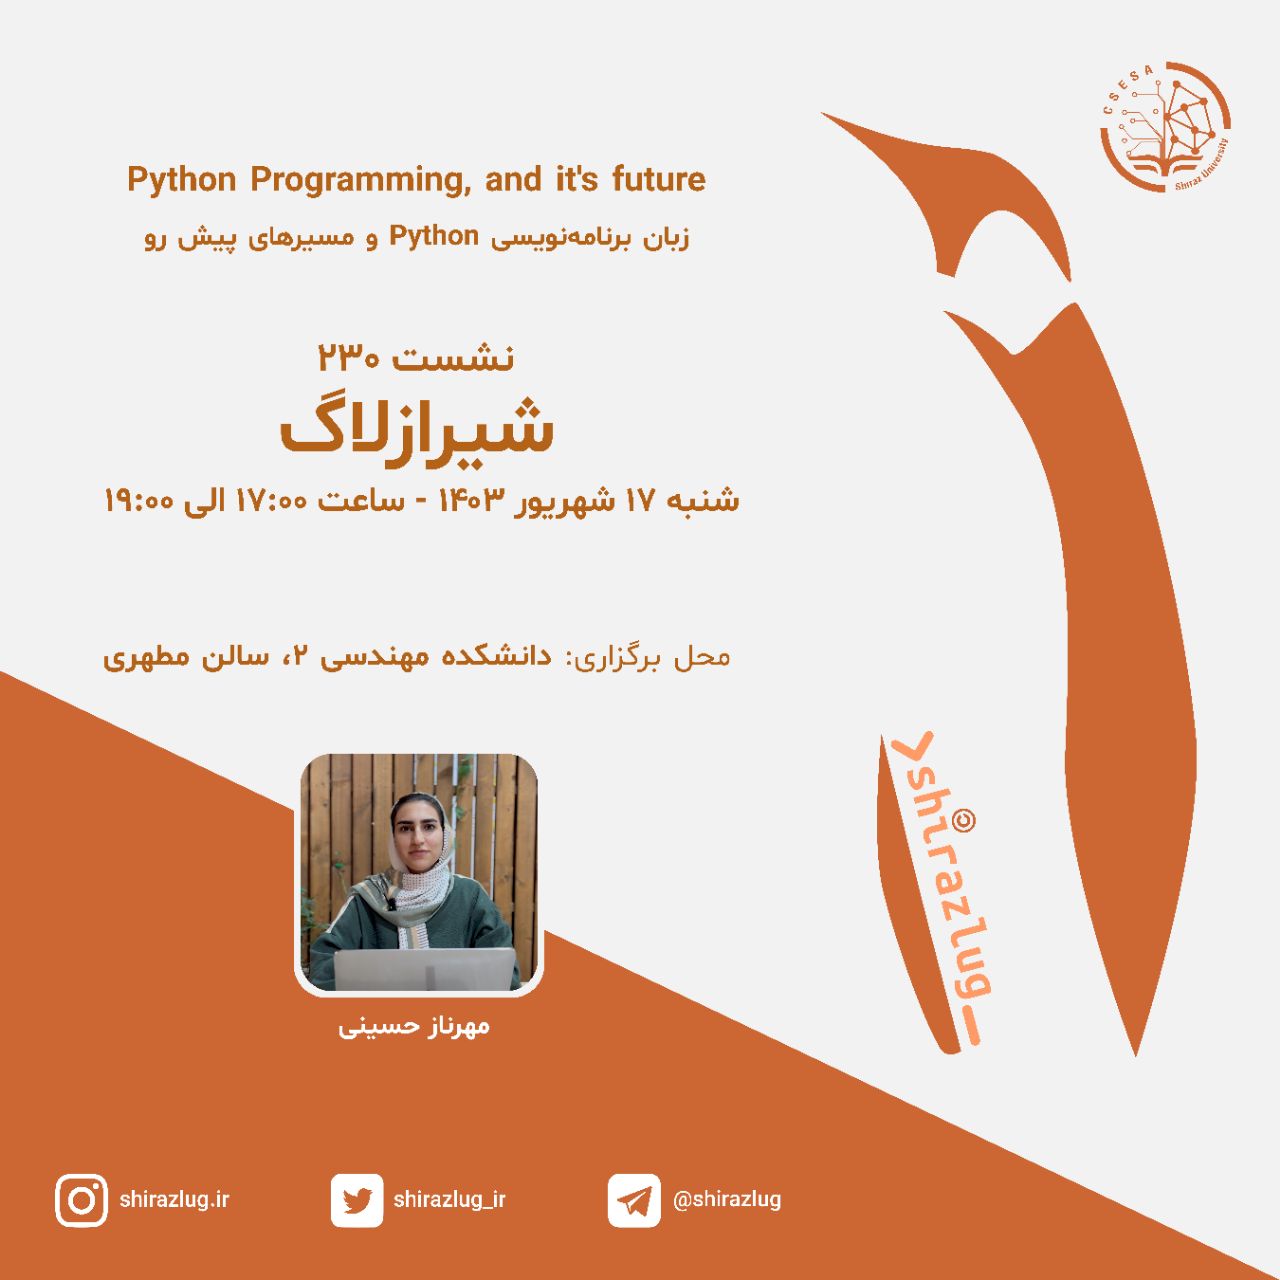 CSESA
Shiraz University
Python Programming, and it's future
زبان برنامه‌نویسی Python و مسیرهای پیش رو
نشست ۲۳۰
شیرازلاگ
شنبه ۱۷ شهریور ۱۴۰۳ - ساعت ۱۷:۰۰ الی ۱۹:۰۰
محل برگزاری: دانشکده مهندسی ۲، سالن مطهری
shirazlug
©
مهرناز حسینی
shirazlug.ir
shirazlug_ir
@shirazlug